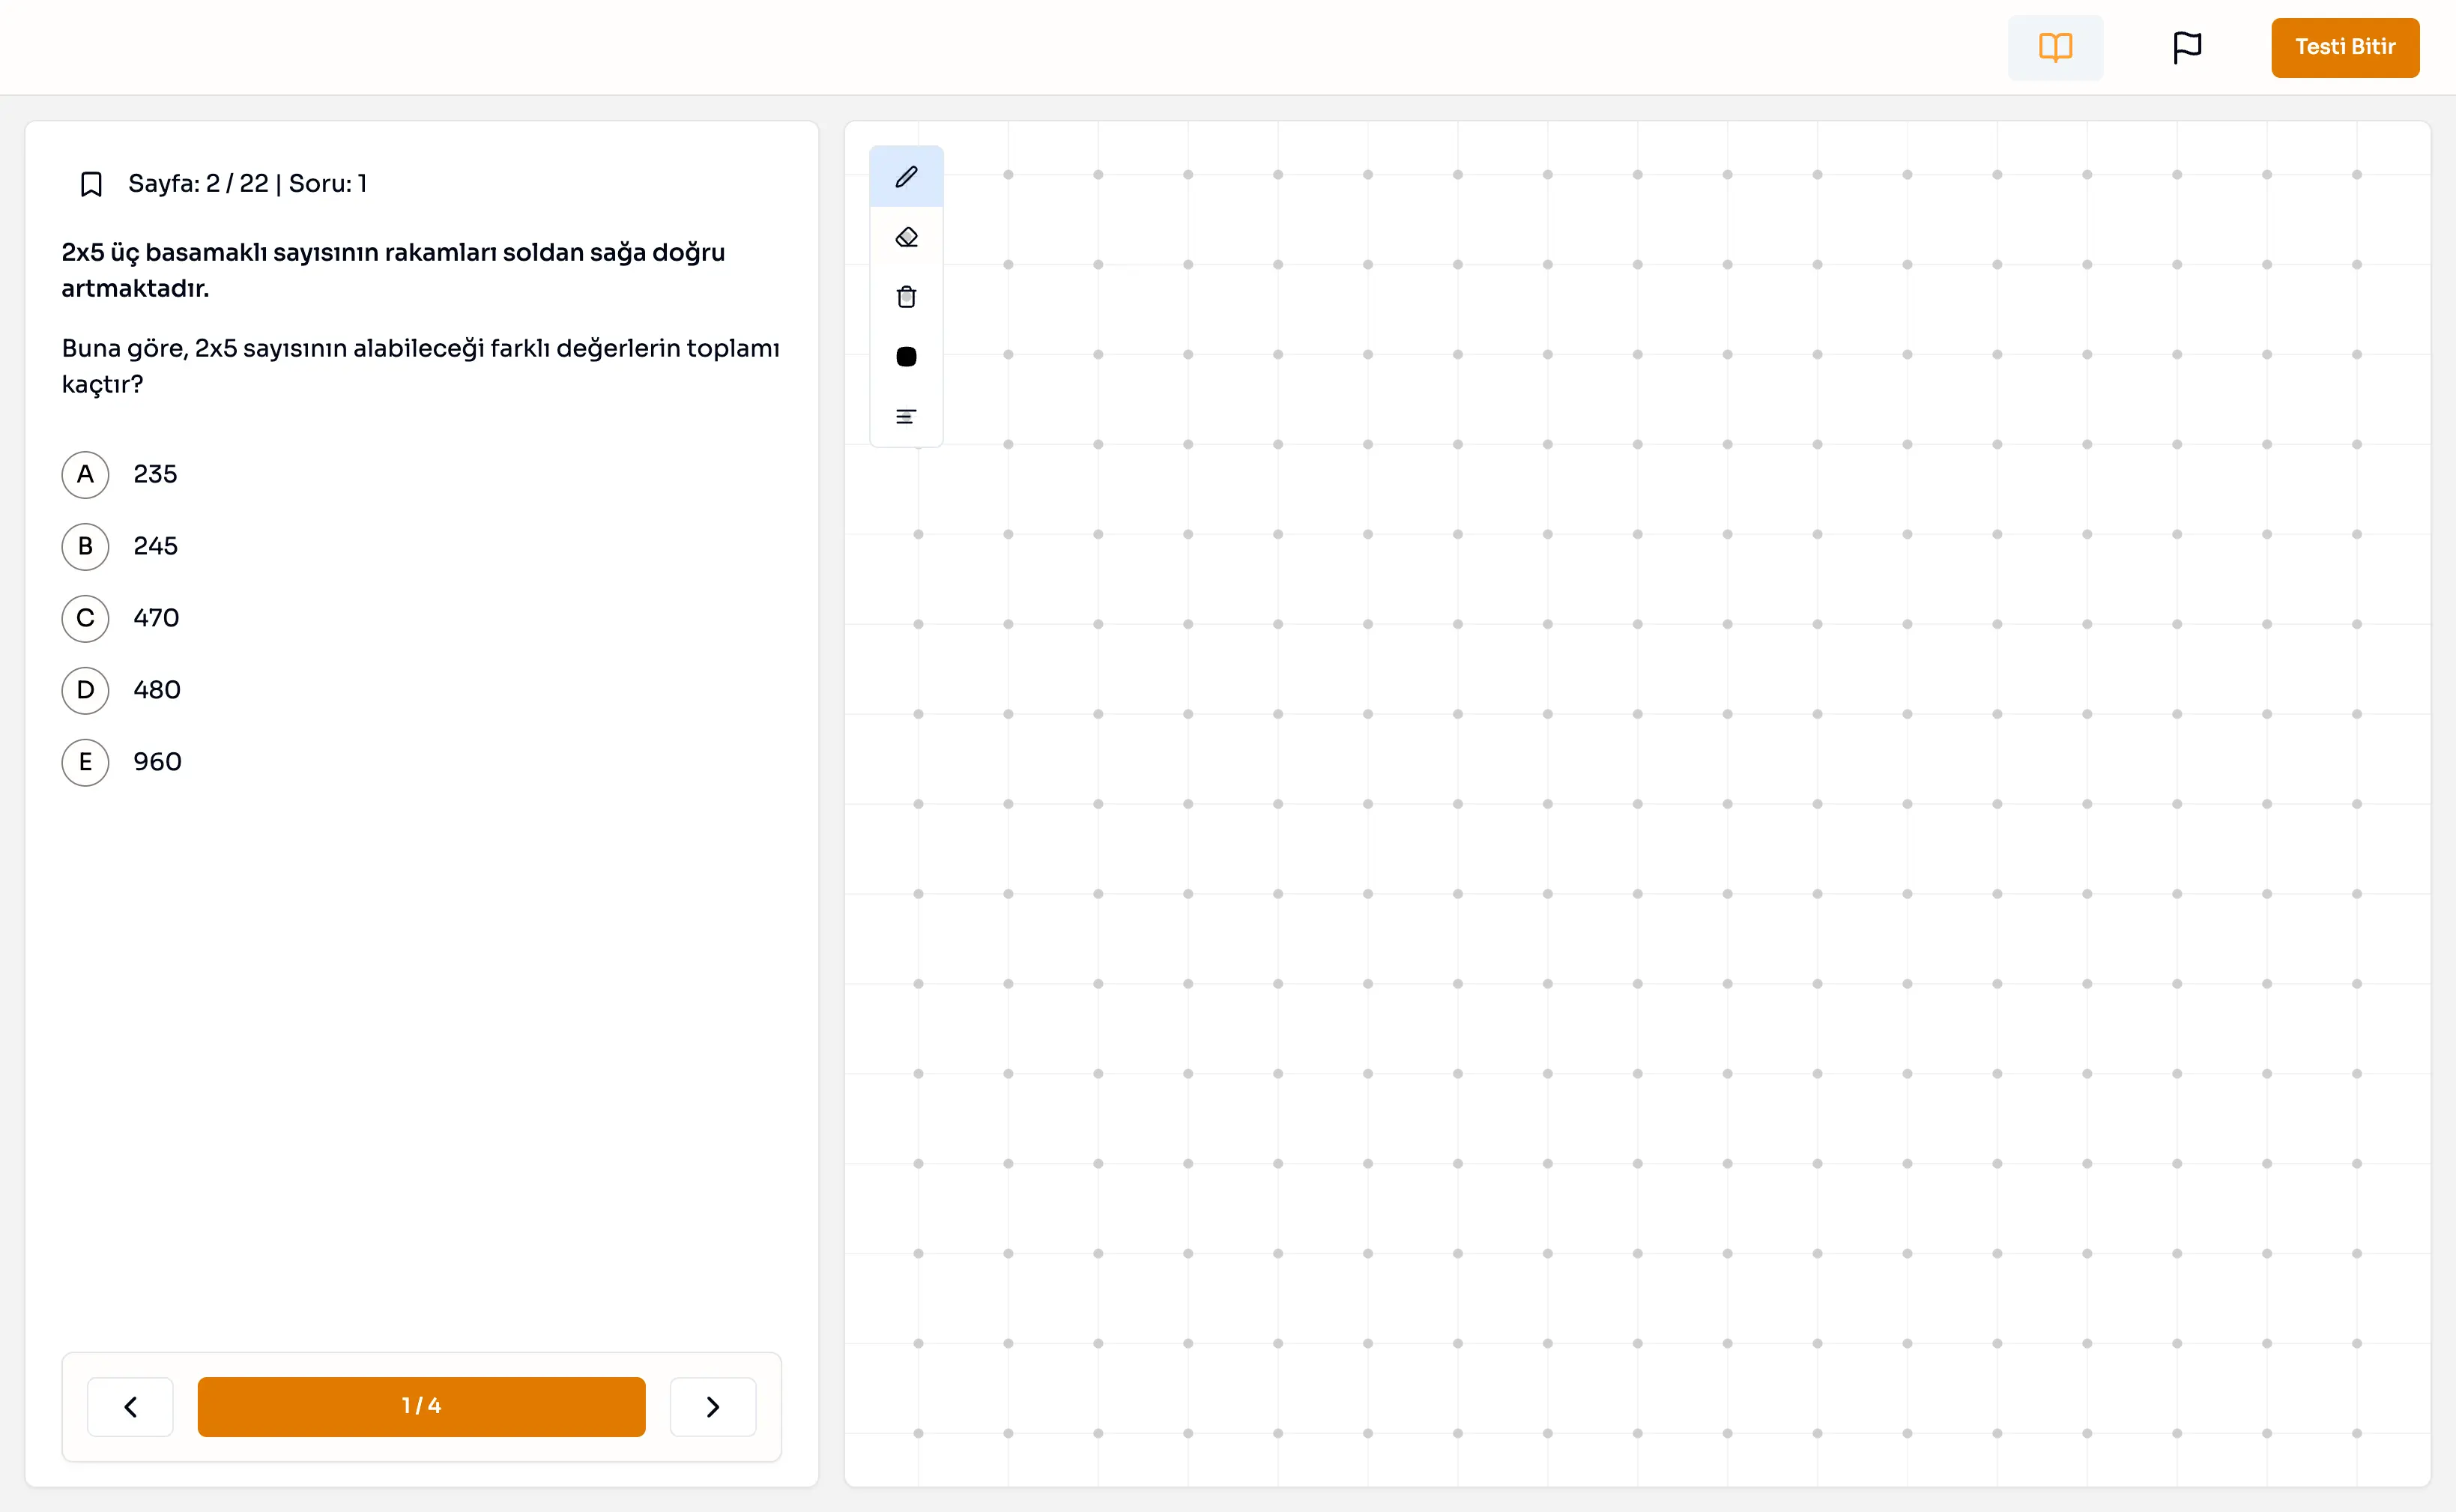 Testi Bitir
Sayfa: 2 / 22 | Soru: 1
2x5 üç basamaklı sayısının rakamları soldan sağa doğru
artmaktadır.
Buna göre, 2x5 sayısının alabileceği farklı değerlerin toplamı
kaçtır?
A 235
B 245
C 470
D 480
E 960
1 / 4